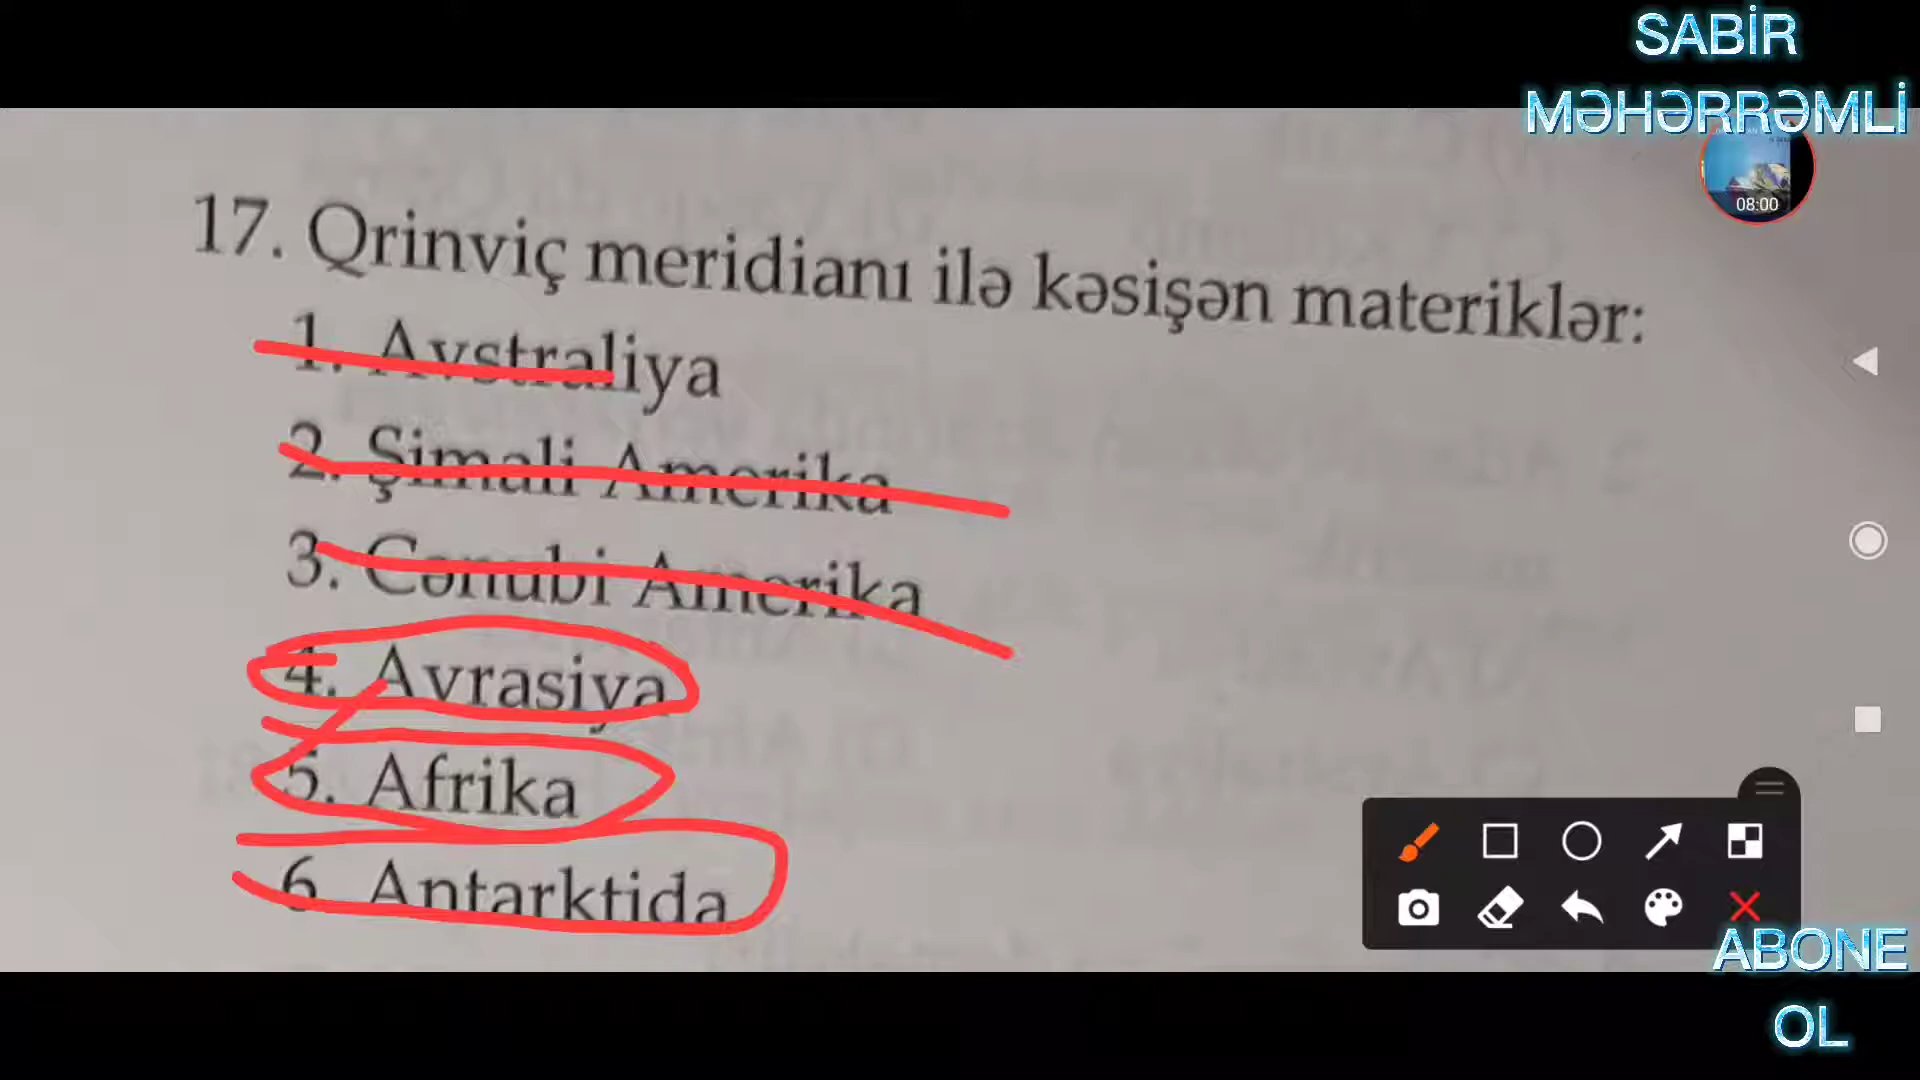 SABİR
MƏHƏRRƏMLİ
08:00
17. Qrinviç meridianı ilə kəsişən materiklər:
1. Avstraliya
2. Şimali Amerika
3. Cənubi Amerika
4. Avrasiya
5. Afrika
6. Antarktida
ABONE
OL